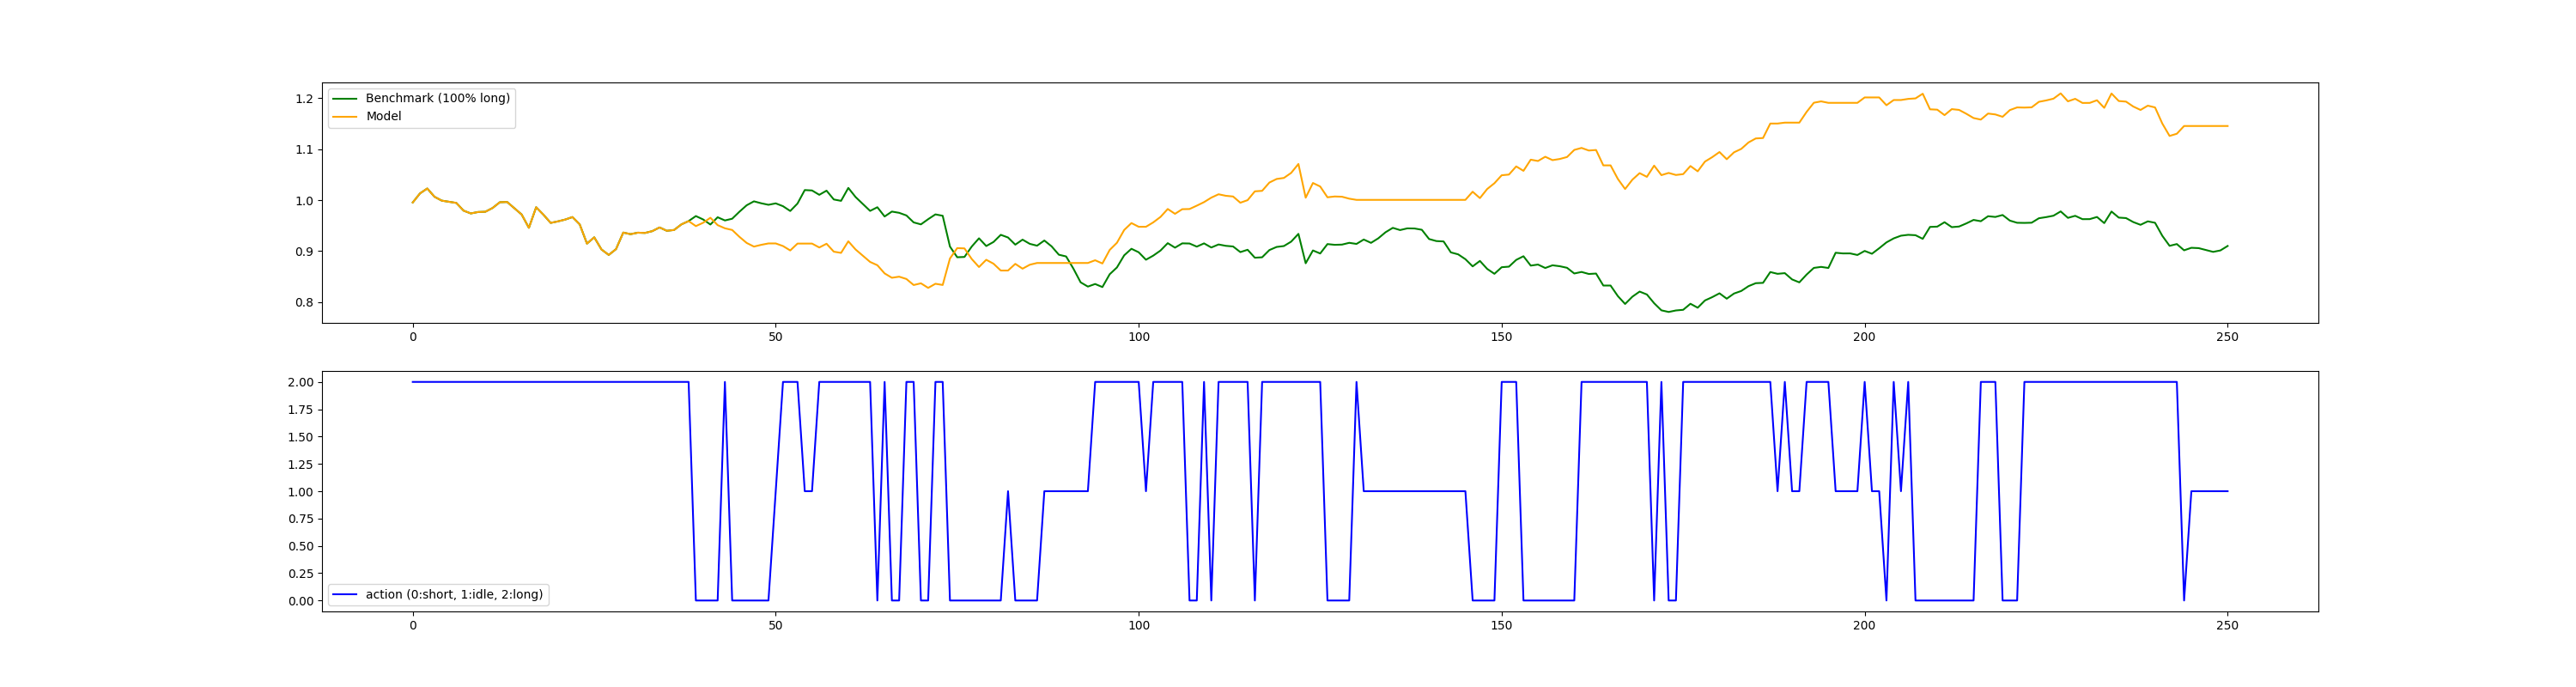 1.2
1.1
1.0
0.9
0.8
Benchmark (100% long)
Model
0 50 100 150 200 250
2.00
1.75
1.50
1.25
1.00
0.75
0.50
0.25
0.00
action (0:short, 1:idle, 2:long)
0 50 100 150 200 250